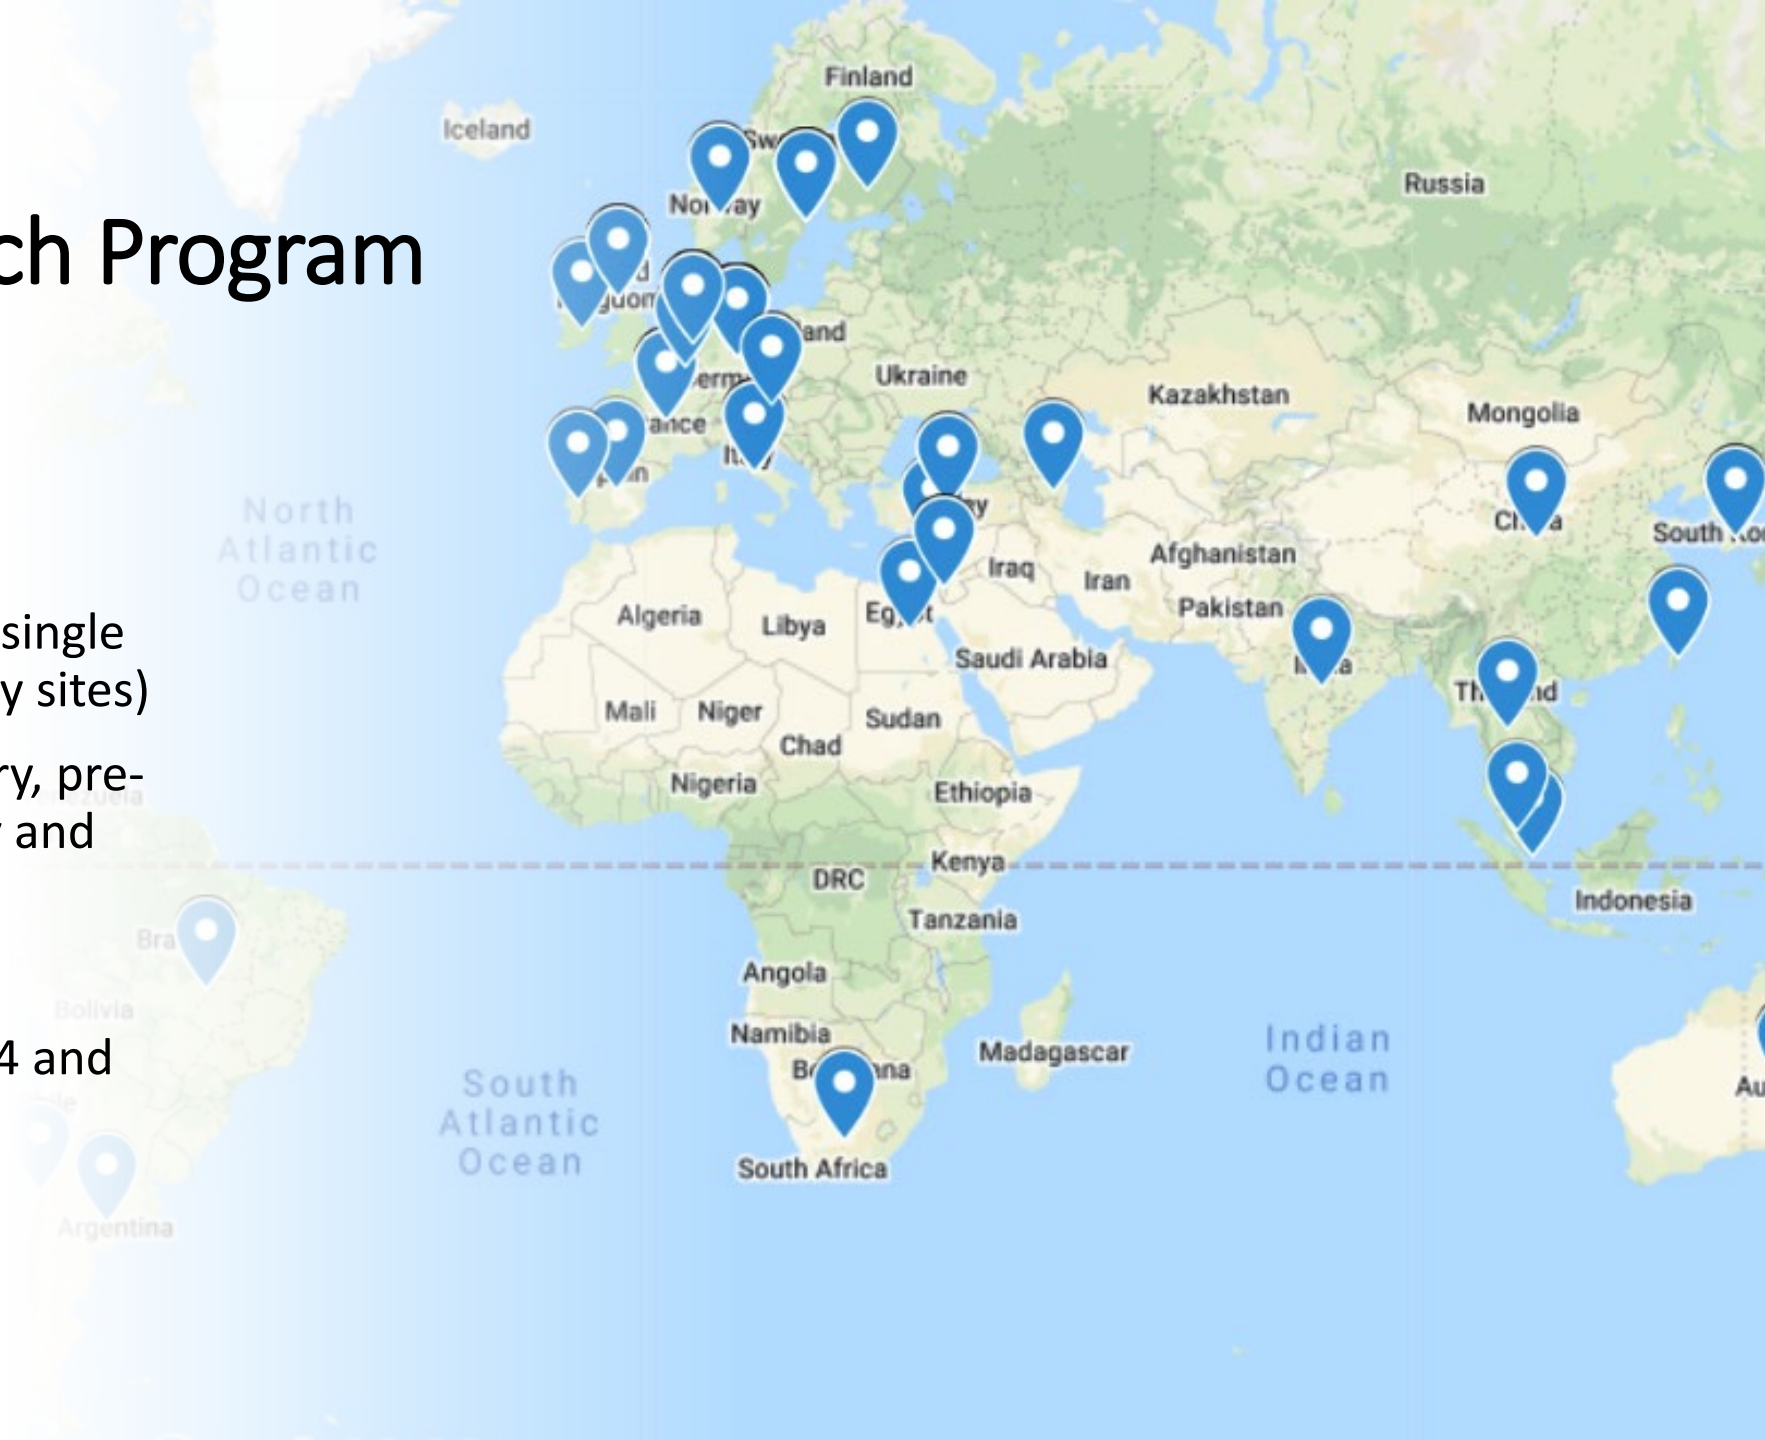 ch Program
single
y sites)
ry, pre-
and
4 and
Finland
Iceland
Russia
Ukraine
Kazakhstan
Mongolia
North
Atlantic
Ocean
Iraq
Iran
Afghanistan
Pakistan
Algeria
Libya
Saudi Arabia
Mali
Niger
Chad
Sudan
Nigeria
Ethiopia
DRC
Kenya
Tanzania
Indonesia
Bolivia
Angola
Namibia
Madagascar
Indian
Ocean
South
Atlantic
Ocean
South Africa
Argentina